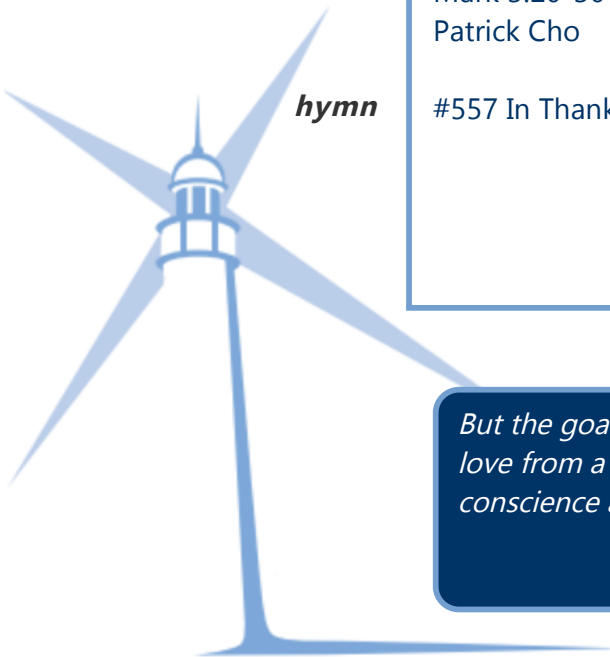 Patrick Cho
hymn
#557 In Thank
But the goa
love from a
conscience a